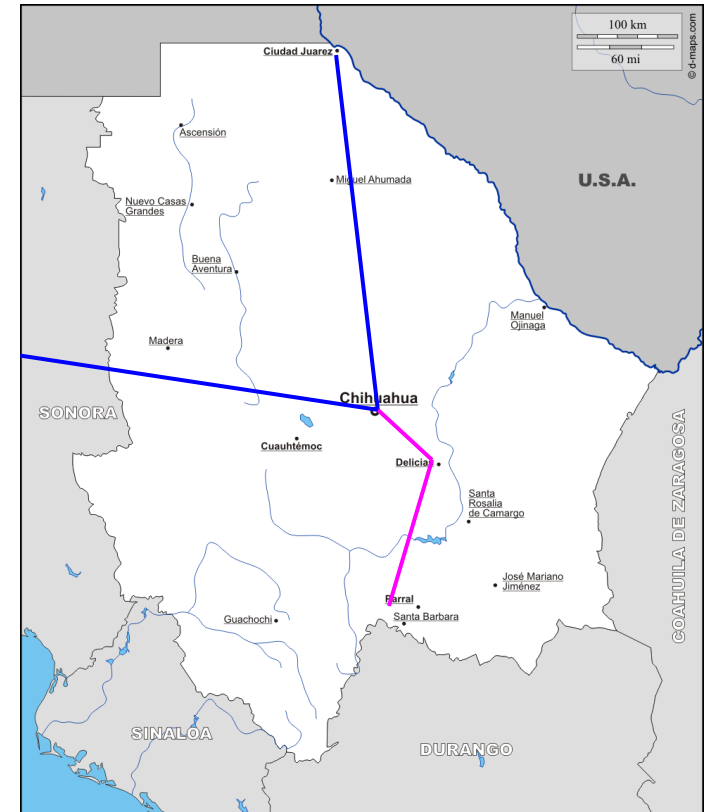 100 km
60 mi
© d-maps.com
Ciudad Juarez
Ascensión
Miguel Ahumada
U.S.A.
Nuevo Casas
Grandes
Buena
Aventura
Manuel
Ojinaga
Madera
Chihuahua
SONORA
Cuauhtémoc
Delicias
Santa
Rosalia
de Camargo
COAHUILA DE ZARAGOSA
José Mariano
Jiménez
Parral
Santa Barbara
Guachochi
SINALOA
DURANGO